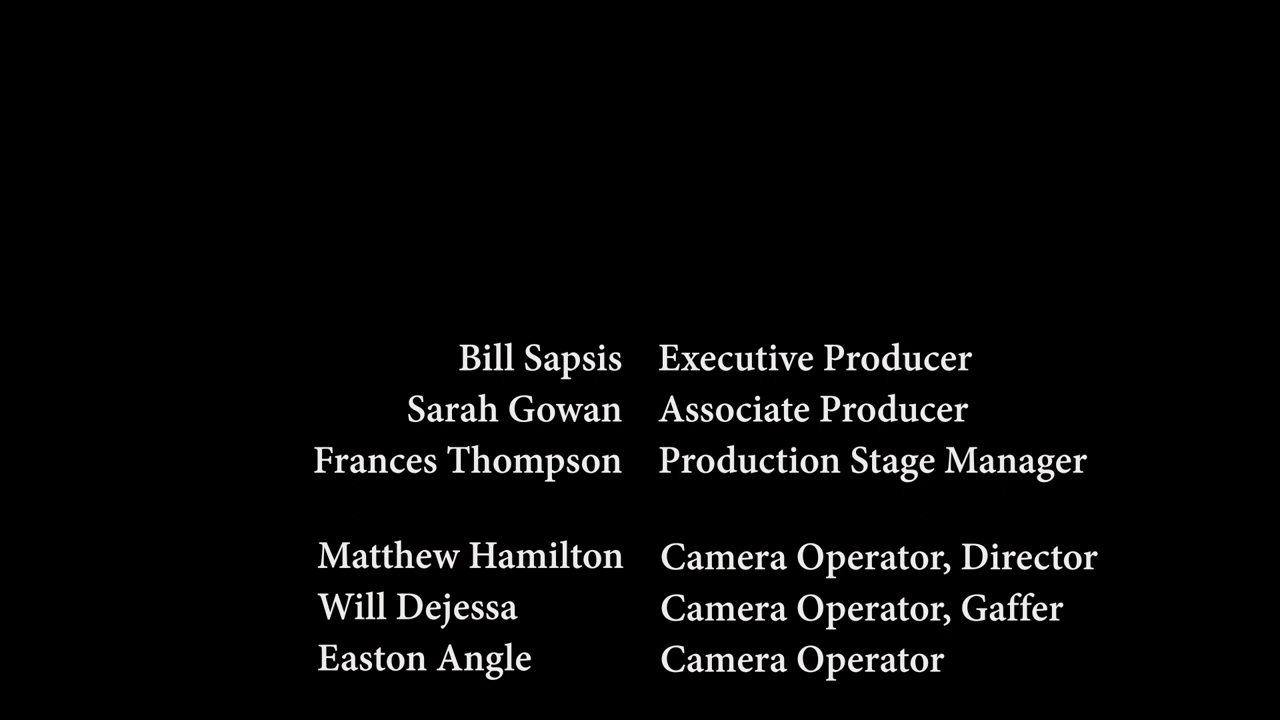 Bill Sapsis Executive Producer
Sarah Gowan Associate Producer
Frances Thompson Production Stage Manager
Matthew Hamilton Camera Operator, Director
Will Dejessa Camera Operator, Gaffer
Easton Angle Camera Operator